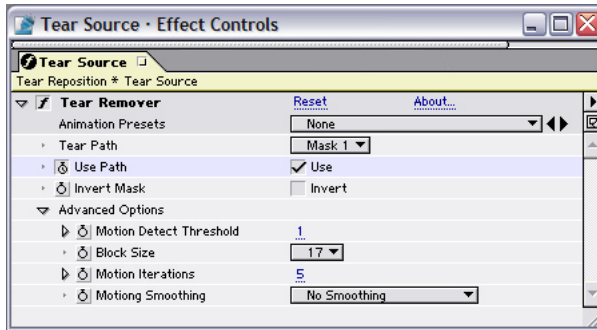 Tear Source · Effect Controls
Tear Source
Tear Reposition * Tear Source
Tear Remover Reset About...
Animation Presets None
Tear Path Mask 1
Use Path Use
Invert Mask Invert
Advanced Options
Motion Detect Threshold 1
Block Size 17
Motion Iterations 5
Motiong Smoothing No Smoothing